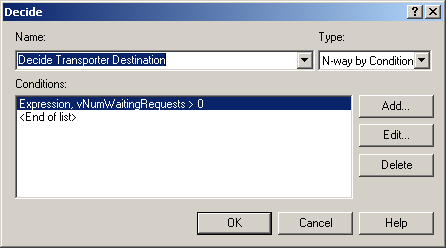 Decide
Name:
Type:
Decide Transporter Destination
N-way by Condition
Conditions:
Expression, vNumWaitingRequests > 0
<End of list>
Add...
Edit...
Delete
OK
Cancel
Help